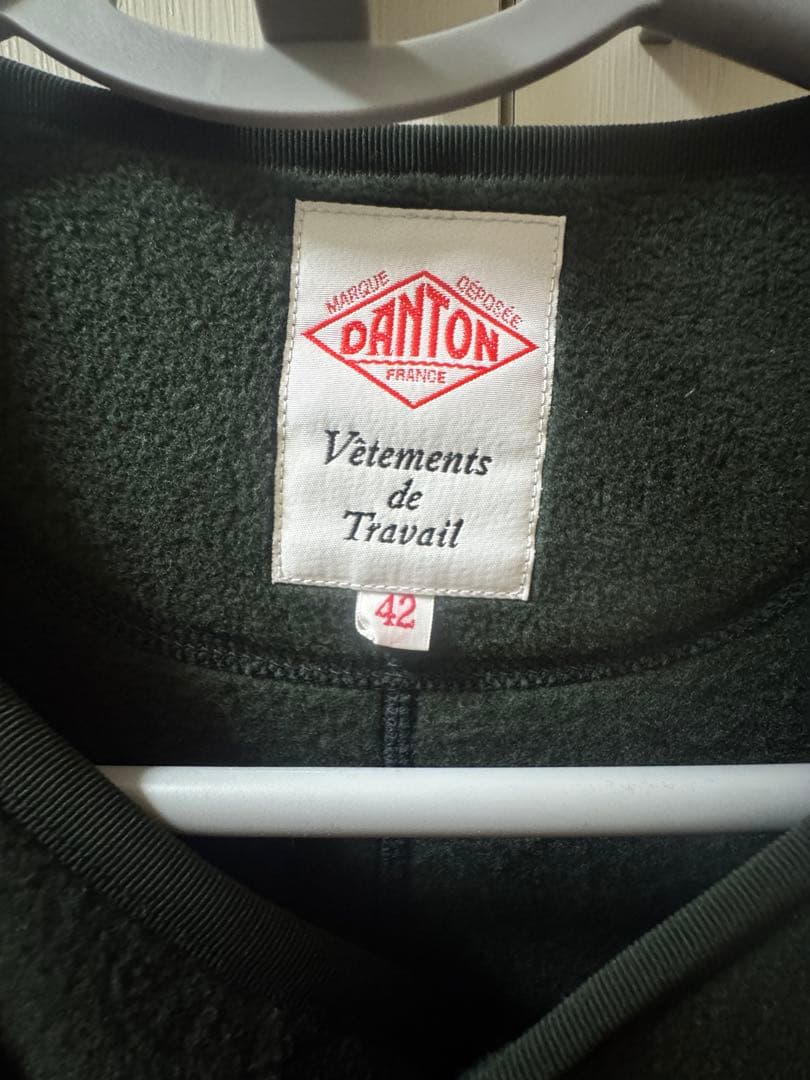 MARQUE DÉPOSÉE
DANTON
FRANCE
Vêtements
de
Travail
42